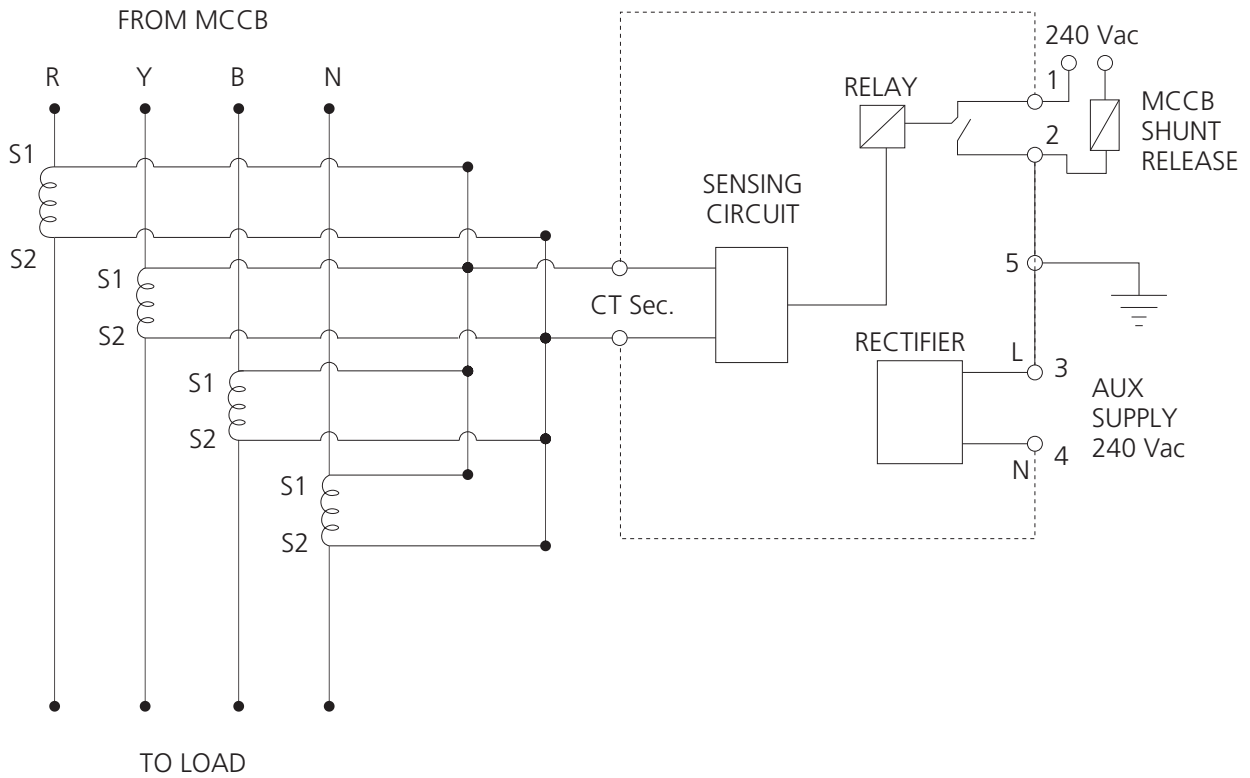 FROM MCCB
R Y B N
S1
S2
S1
S2
S1
S2
S1
S2
TO LOAD
CT Sec.
SENSING
CIRCUIT
RELAY
RECTIFIER
240 Vac
1
2
MCCB
SHUNT
RELEASE
5
L 3
N 4
AUX
SUPPLY
240 Vac